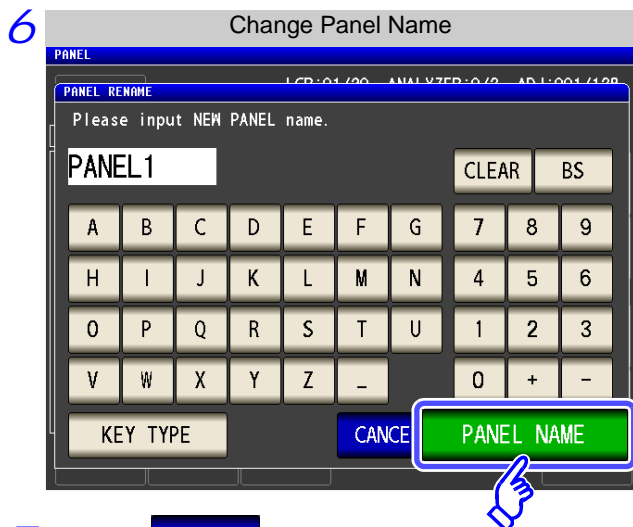 6
Change Panel Name
PANEL
PANEL RENAME
Please input NEW PANEL name.
PANEL1
CLEAR BS
A B C D E F G 7 8 9
H I J K L M N 4 5 6
O P Q R S T U 1 2 3
V W X Y Z _ 0 + -
KEY TYPE CANCE PANEL NAME